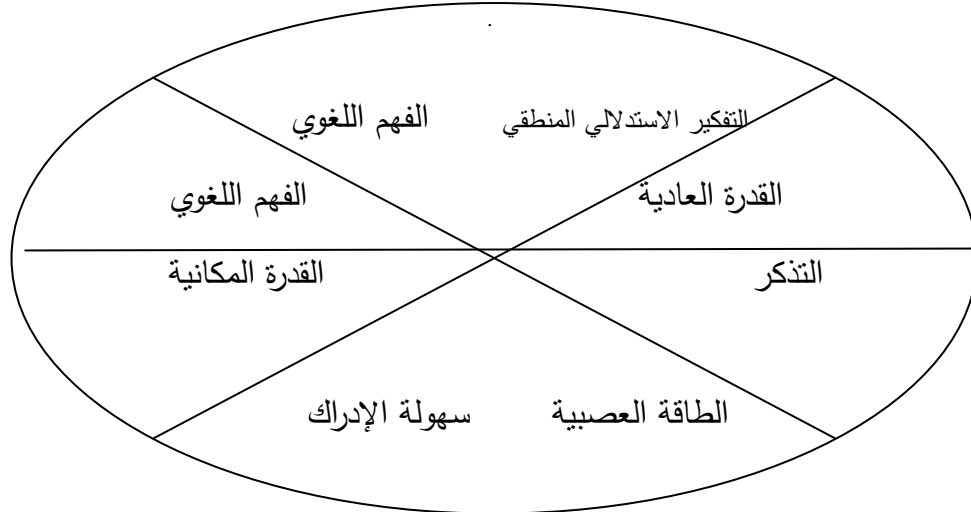 التفكير الاستدلالي المنطقي
الفهم اللغوي
القدرة العادية
الفهم اللغوي
التذكر
القدرة المكانية
الطاقة العصبية
سهولة الإدراك